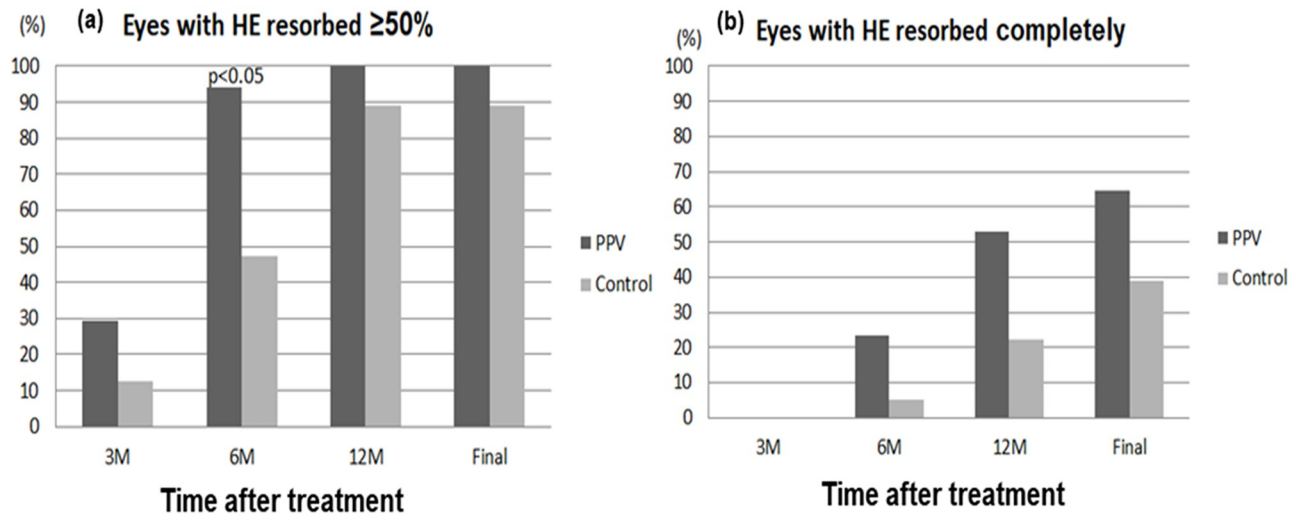 (%) (a) Eyes with HE resorbed ≥50%
100
p<0.05
90
80
70
60
50
40
30
20
10
0
3M 6M 12M Final
Time after treatment
PPV
Control
(%) (b) Eyes with HE resorbed completely
100
90
80
70
60
50
40
30
20
10
0
3M 6M 12M Final
Time after treatment
PPV
Control